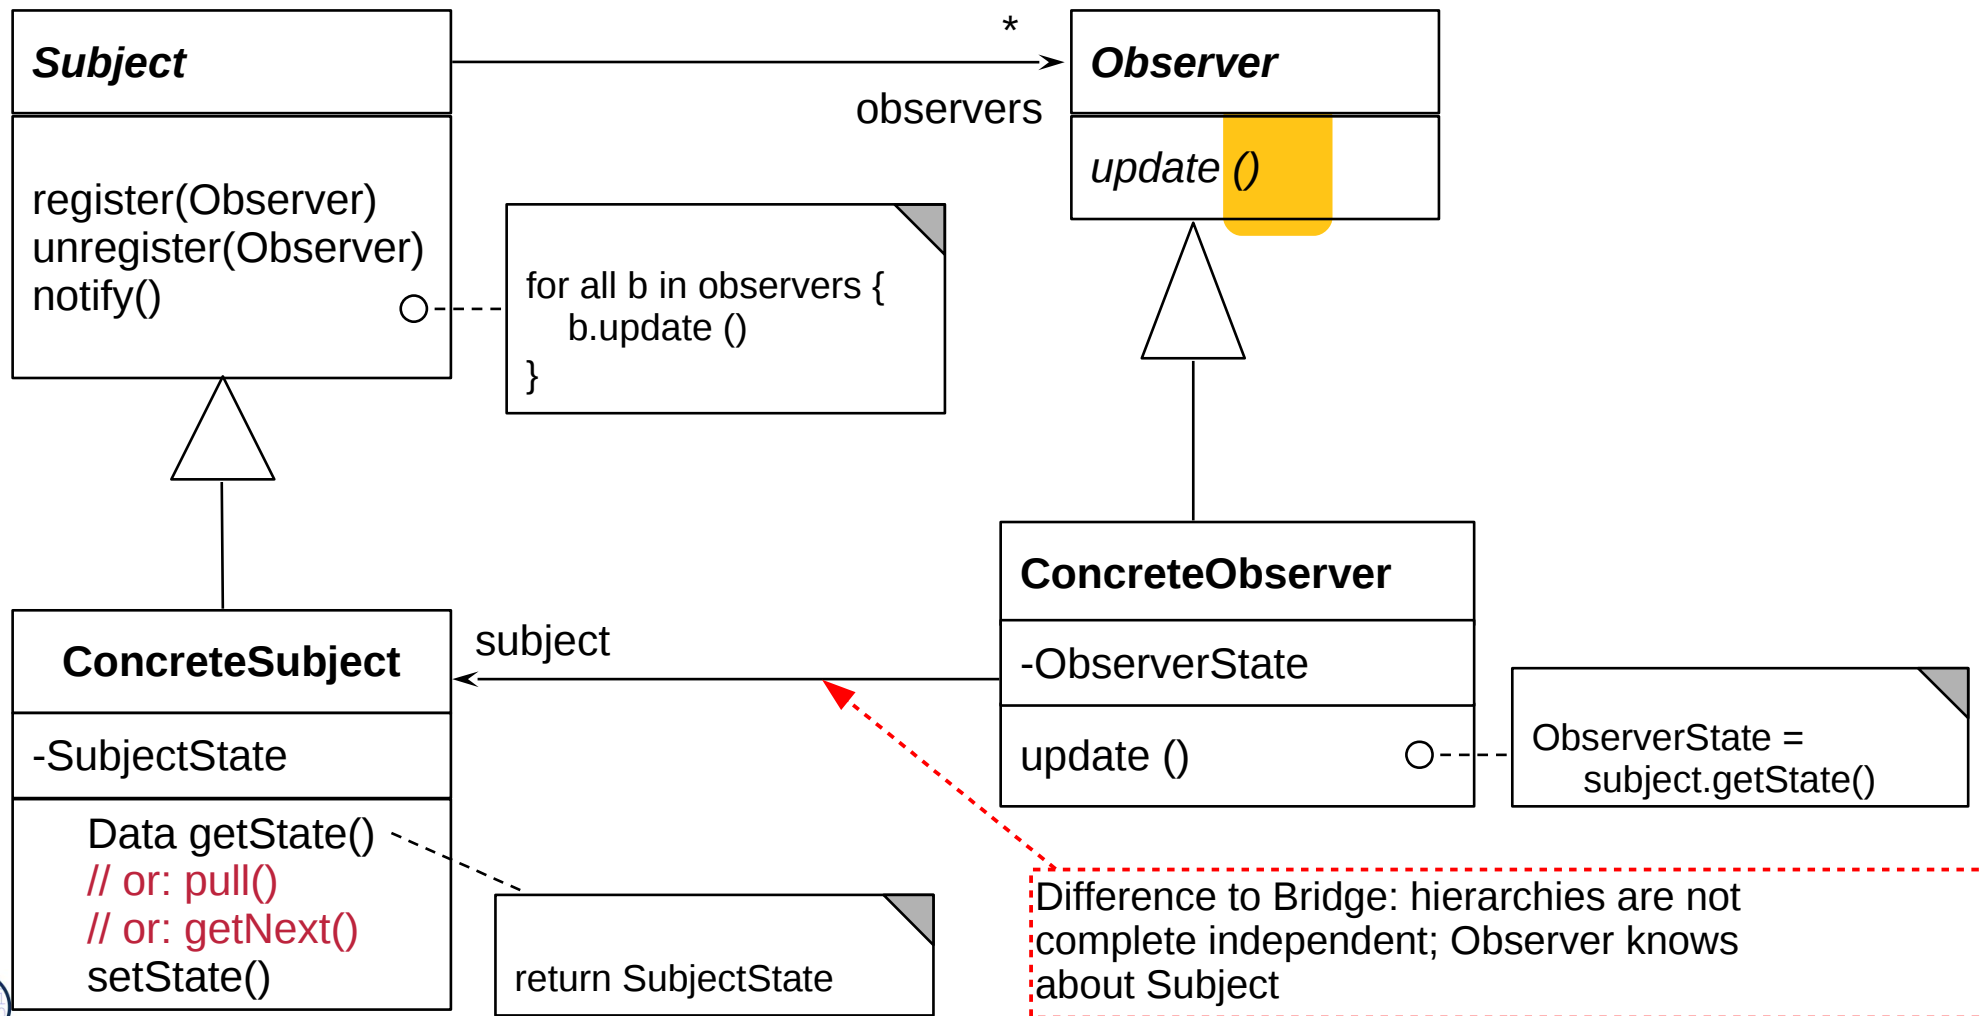 Subject
register(Observer)
unregister(Observer)
notify()
for all b in observers {
b.update ()
}
*
observers
Observer
update ()
ConcreteSubject
-SubjectState
Data getState()
// or: pull()
// or: getNext()
setState()
return SubjectState
subject
ConcreteObserver
-ObserverState
update ()
ObserverState =
subject.getState()
Difference to Bridge: hierarchies are not
complete independent; Observer knows
about Subject